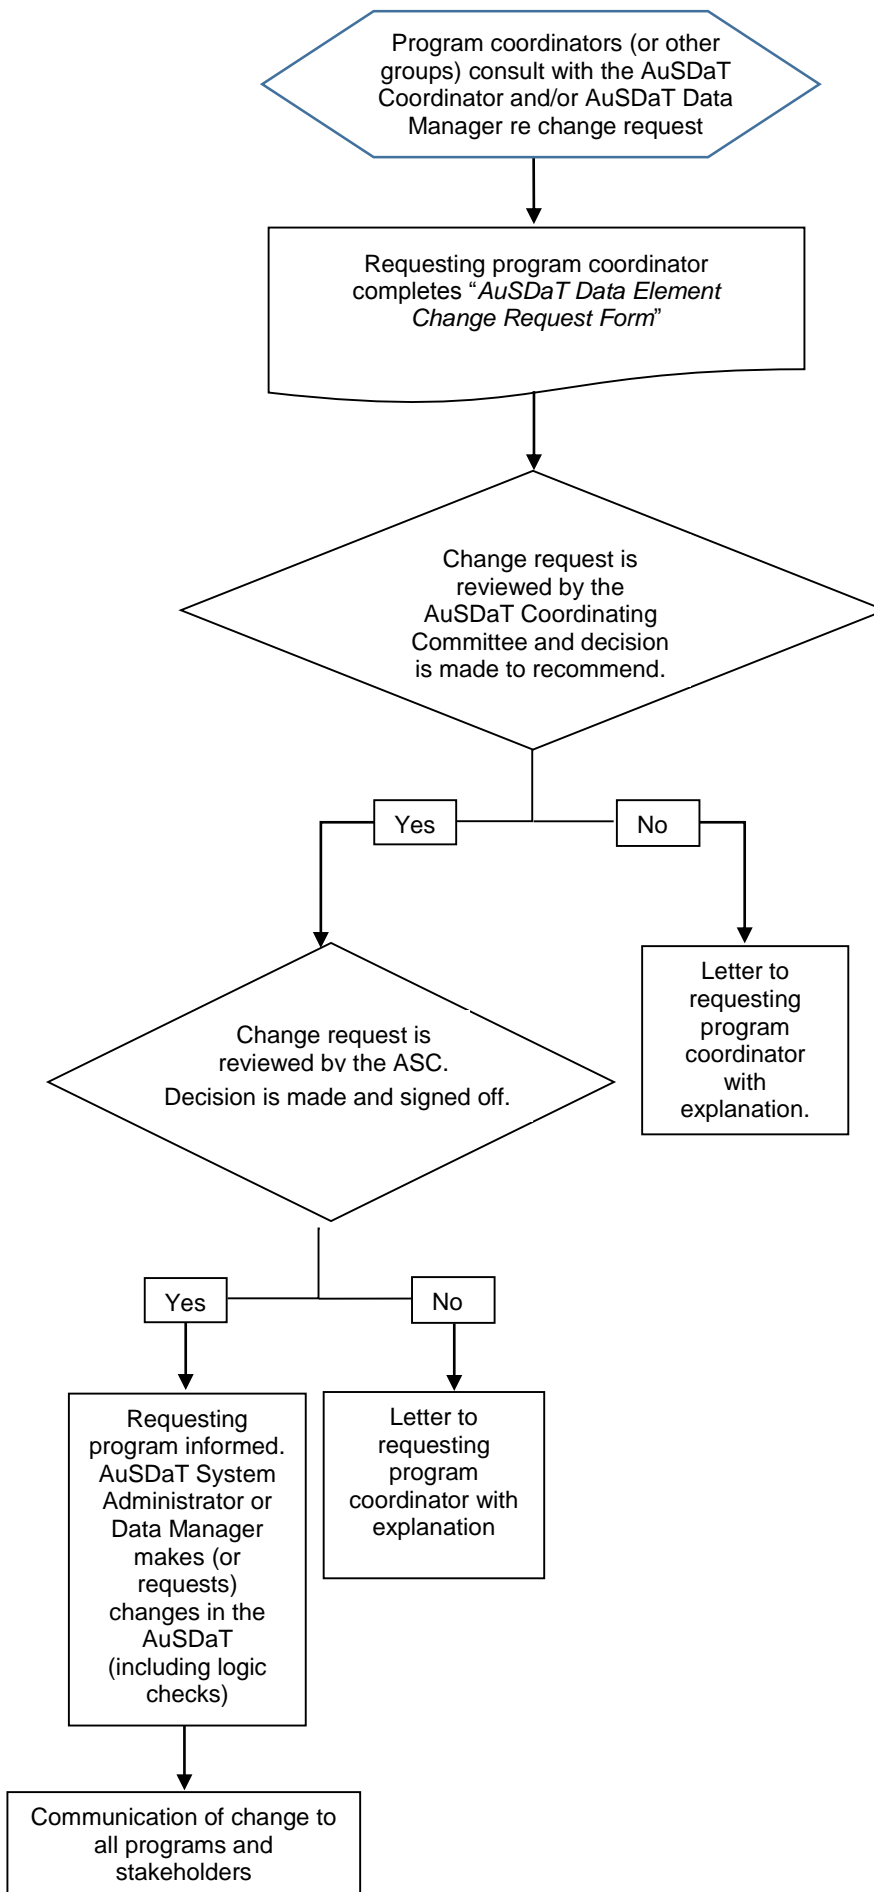 Program coordinators (or other
groups) consult with the AuSDaT
Coordinator and/or AuSDaT Data
Manager re change request
Requesting program coordinator
completes “AuSDaT Data Element
Change Request Form”
Change request is
reviewed by the
AuSDaT Coordinating
Committee and decision
is made to recommend.
Yes
No
Letter to
requesting
program
coordinator
with
explanation.
Change request is
reviewed by the ASC.
Decision is made and signed off.
Yes
No
Requesting
program informed.
AuSDaT System
Administrator or
Data Manager
makes (or
requests)
changes in the
AuSDaT
(including logic
checks)
Letter to
requesting
program
coordinator with
explanation
Communication of change to
all programs and
stakeholders